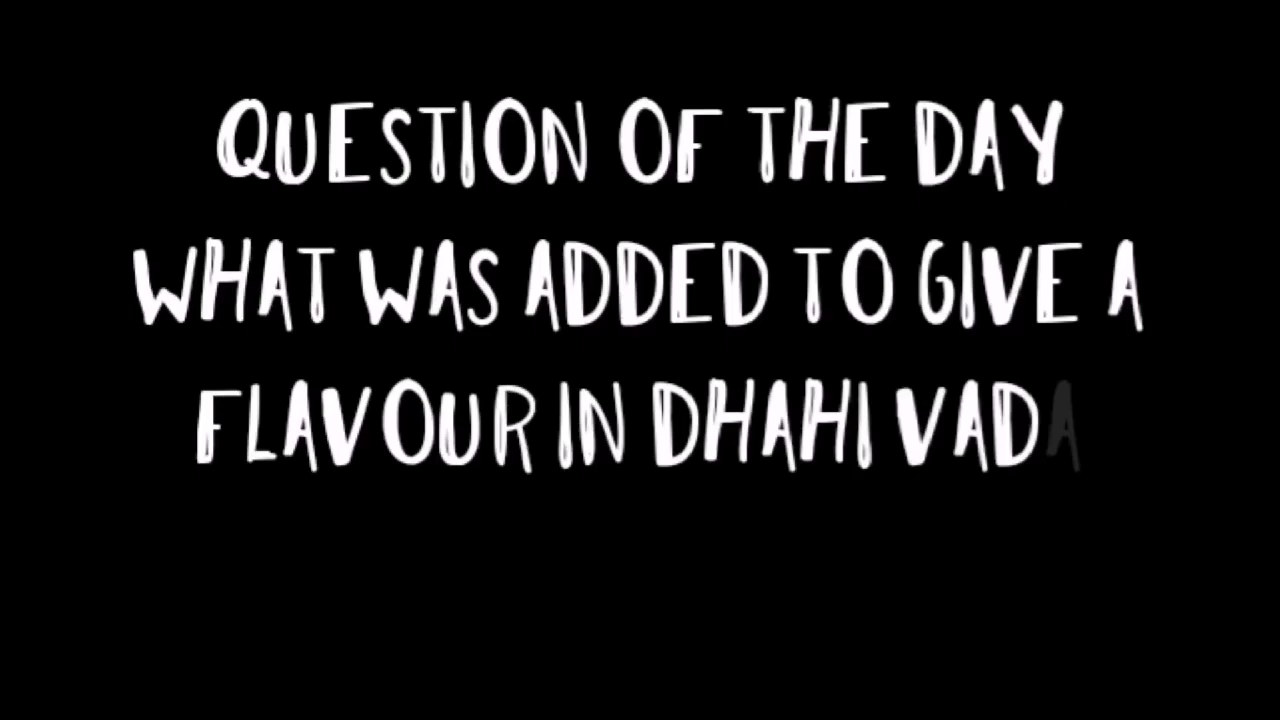 QUESTION OF THE DAY
WHAT WAS ADDED TO GIVE A
FLAVOUR IN DHAHI VADA